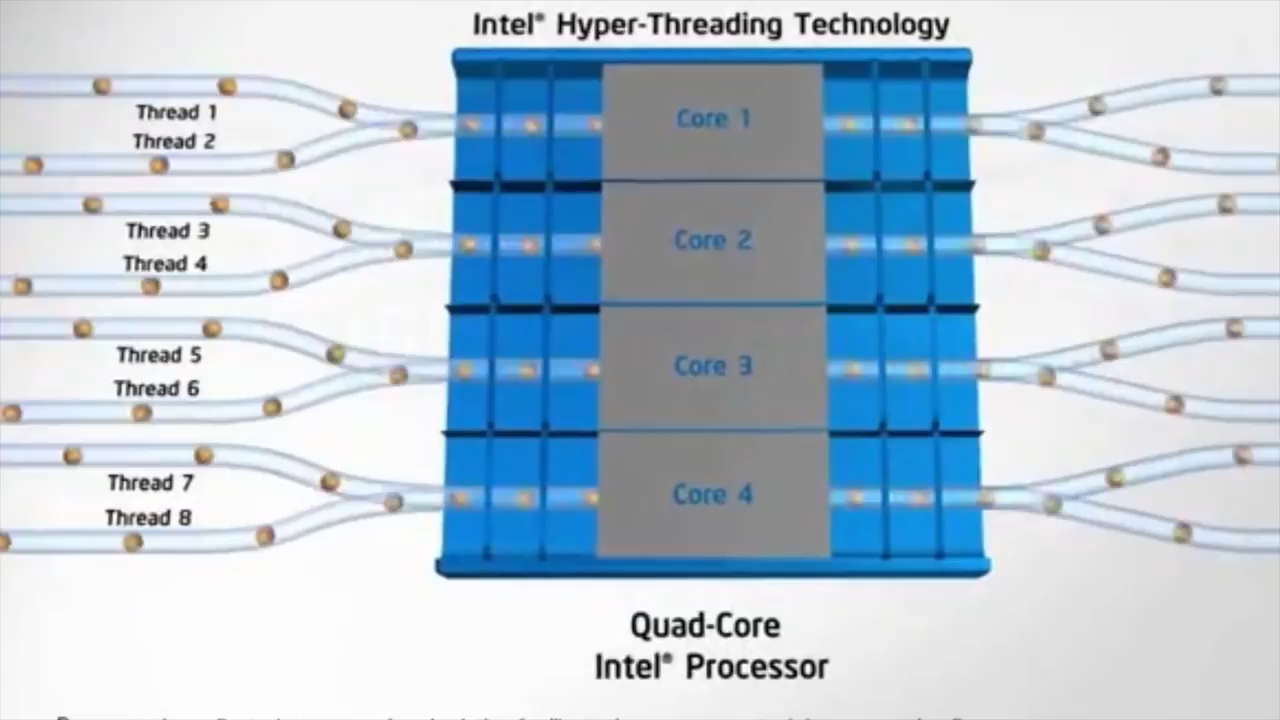 Intel® Hyper-Threading Technology
Thread 1
Thread 2
Core 1
Thread 3
Thread 4
Core 2
Thread 5
Thread 6
Core 3
Thread 7
Thread 8
Core 4
Quad-Core
Intel® Processor